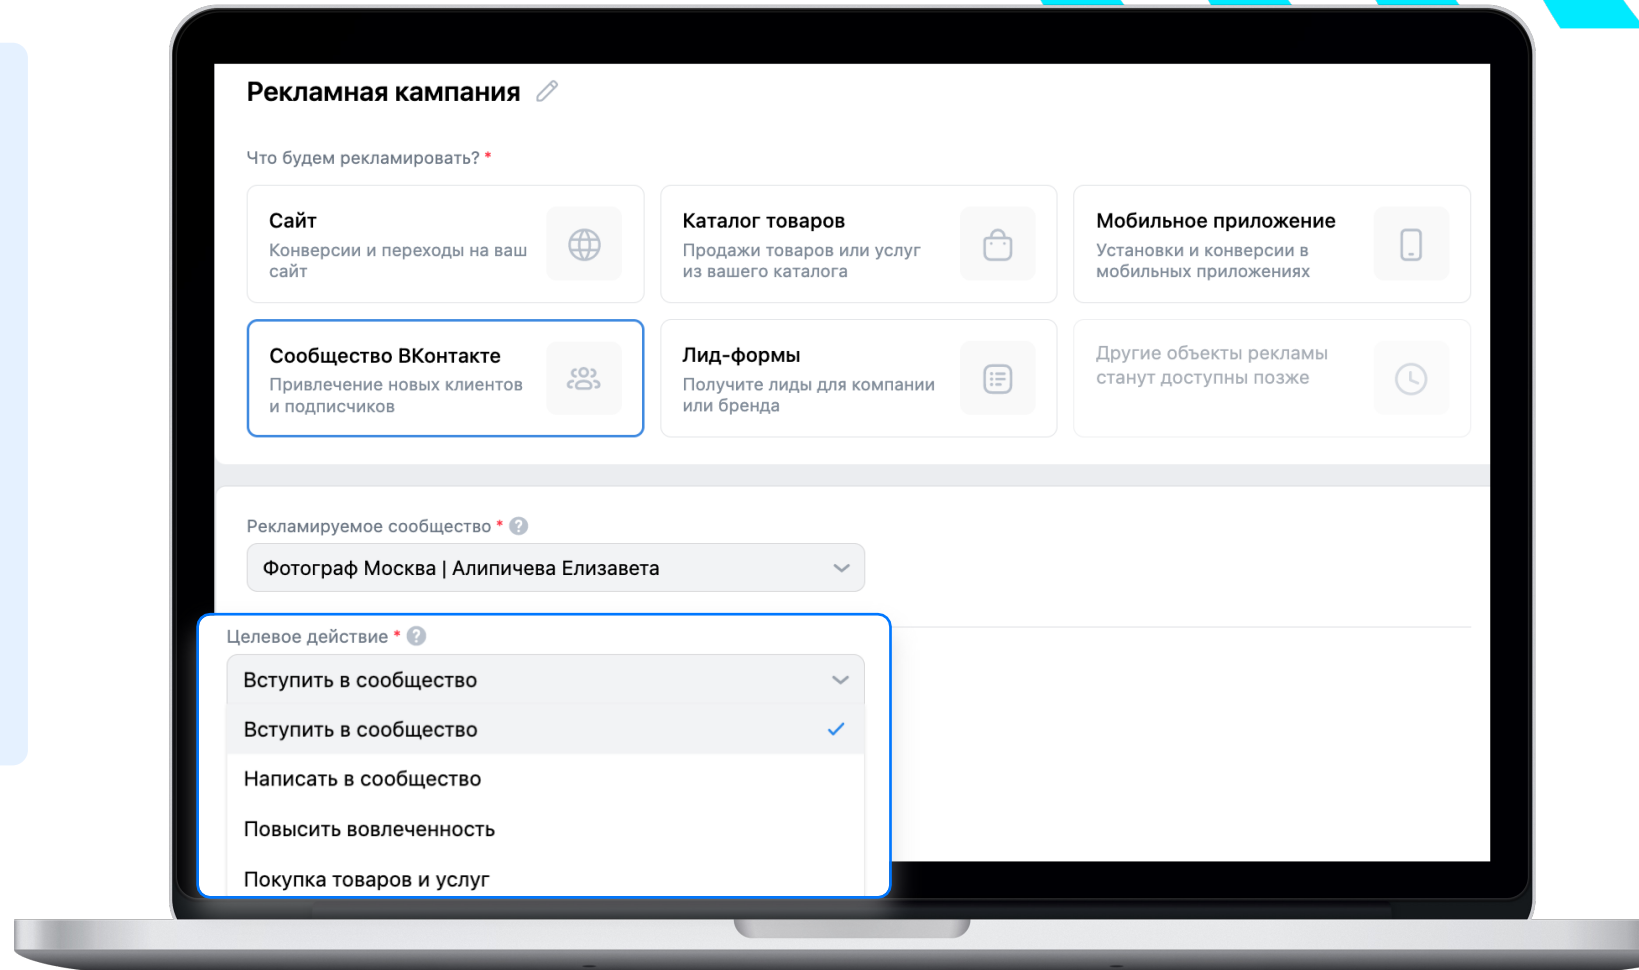 Рекламная кампания
Что будем рекламировать? *
Сайт
Конверсии и переходы на ваш
сайт
Каталог товаров
Продажи товаров или услуг
из вашего каталога
Мобильное приложение
Установки и конверсии в
мобильных приложениях
Сообщество ВКонтакте
Привлечение новых клиентов
и подписчиков
Лид-формы
Получите лиды для компании
или бренда
Другие объекты рекламы
станут доступны позже
Рекламируемое сообщество * ?
Фотограф Москва | Алипичева Елизавета
Целевое действие * ?
Вступить в сообщество
Вступить в сообщество
Написать в сообщество
Повысить вовлеченность
Покупка товаров и услуг